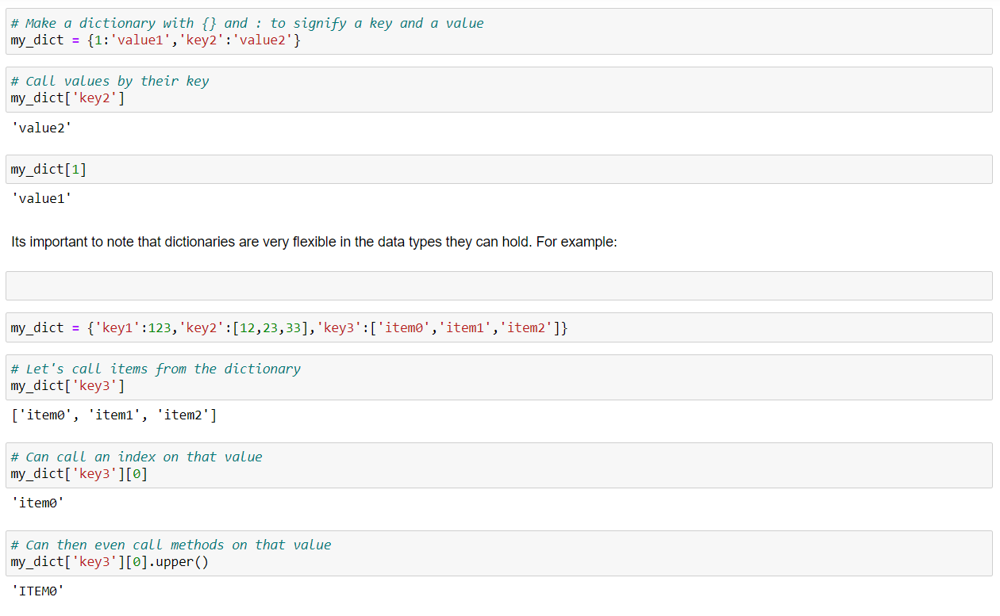 # Make a dictionary with {} and : to signify a key and a value
my_dict = {1:'value1','key2':'value2'}
# Call values by their key
my_dict['key2']
'value2'
my_dict[1]
'value1'
Its important to note that dictionaries are very flexible in the data types they can hold. For example:
my_dict = {'key1':123,'key2':[12,23,33],'key3':['item0','item1','item2']}
# Let's call items from the dictionary
my_dict['key3']
['item0', 'item1', 'item2']
# Can call an index on that value
my_dict['key3'][0]
'item0'
# Can then even call methods on that value
my_dict['key3'][0].upper()
'ITEM0'